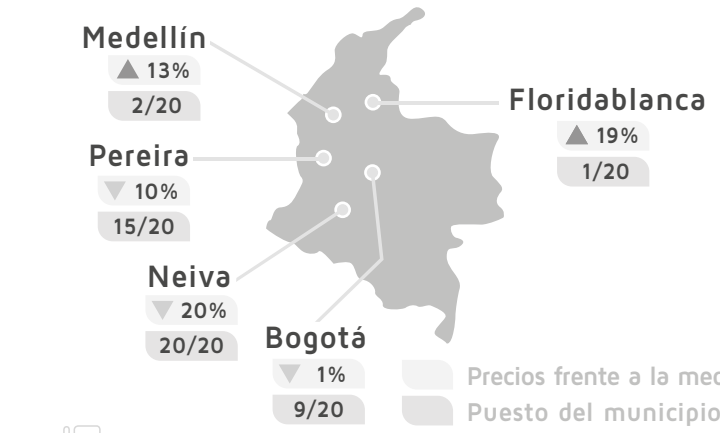 Medellín
13%
2/20
Floridablanca
19%
1/20
Pereira
10%
15/20
Neiva
20%
20/20
Bogotá
1%
9/20
Precios frente a la
Puesto del municipio